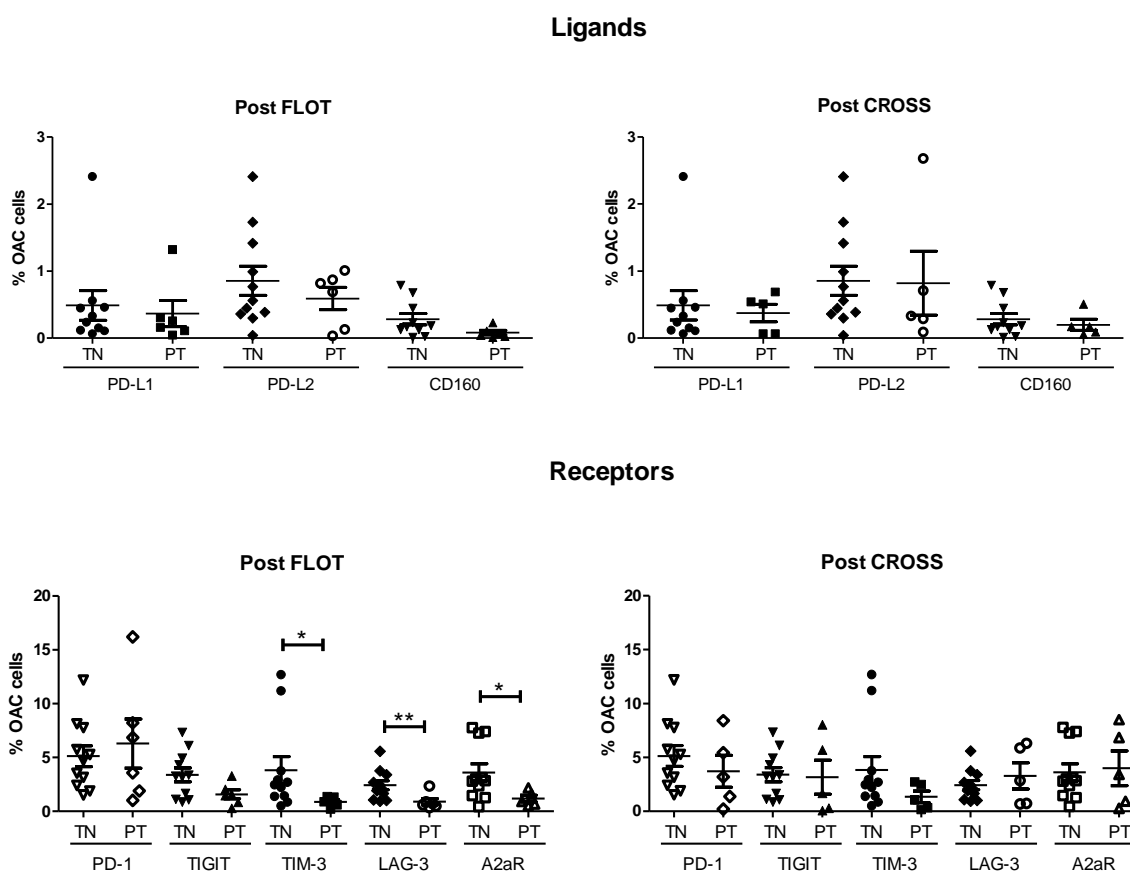 Ligands
Post FLOT
% OAC cells
3
2
1
0
TN PT TN PT TN PT
PD-L1 PD-L2 CD160
Post CROSS
% OAC cells
3
2
1
0
TN PT TN PT TN PT
PD-L1 PD-L2 CD160
Receptors
Post FLOT
% OAC cells
20
15
10
5
0
*
**
*
TN PT TN PT TN PT TN PT TN PT
PD-1 TIGIT TIM-3 LAG-3 A2aR
Post CROSS
% OAC cells
20
15
10
5
0
TN PT TN PT TN PT TN PT TN PT
PD-1 TIGIT TIM-3 LAG-3 A2aR